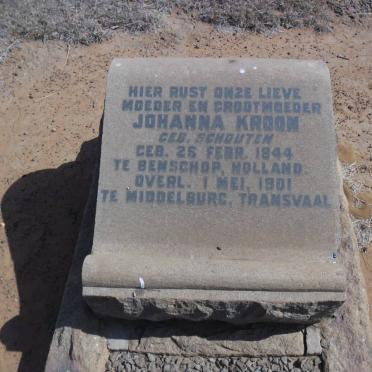 HIER RUST ONZE LIEVE
MOEDER EN GROOTMOEDER
JOHANNA KROON
GEB. SCHOUTEN
GEB. 25 FEBR. 1844
TE BENSCHOP, HOLLAND.
OVERL. 1 MEI, 1901
TE MIDDELBURG, TRANSVAAL